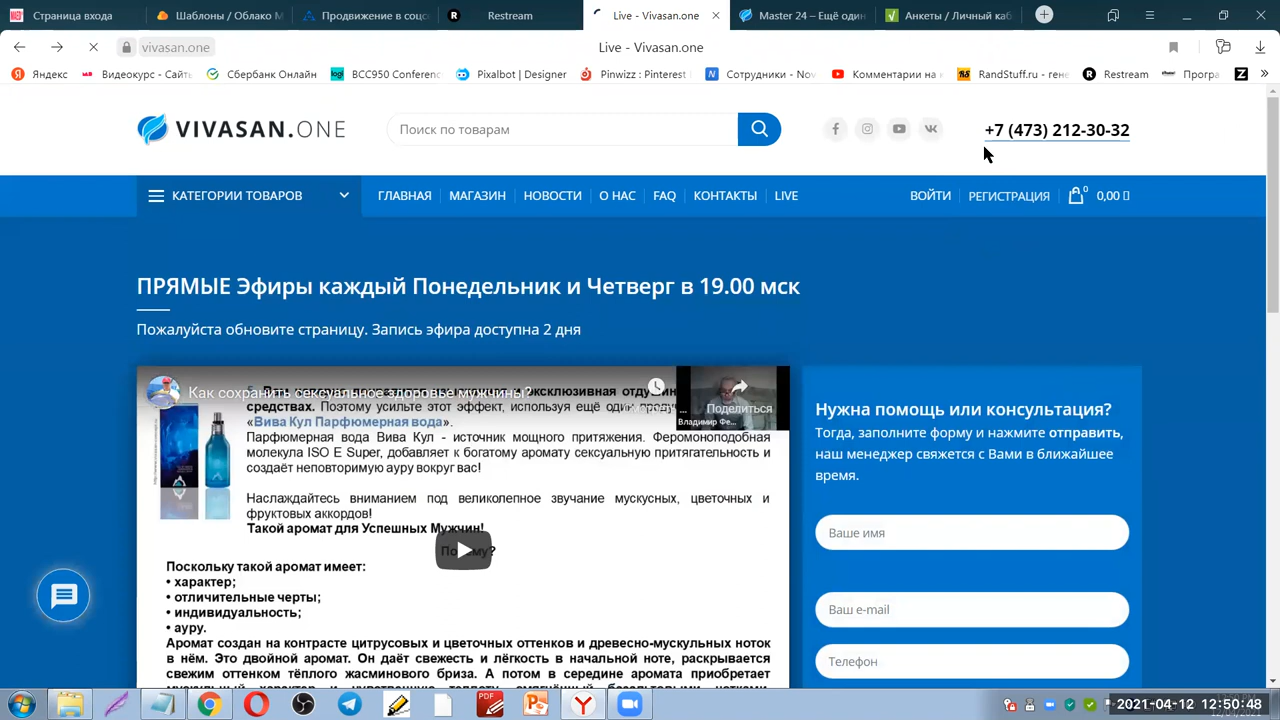 Страница входа
Шаблоны / Облако М
Продвижение в соцс
Restream
Live - Vivasan.one
Master 24 – Ещё один
Анкеты / Личный каб
vivasan.one
Live - Vivasan.one
Яндекс
Видеокурс - Сайть
Сбербанк Онлайн
BCC950 Conferenc
Pixalbot | Designer
Pinwizz : Pinterest
Сотрудники - Nov
Комментарии на к
RandStuff.ru - гене
Restream
Програ
VIVASAN.ONE
Поиск по товарам
+7 (473) 212-30-32
КАТЕГОРИИ ТОВАРОВ
ГЛАВНАЯ
МАГАЗИН
НОВОСТИ
О НАС
FAQ
КОНТАКТЫ
LIVE
ВОЙТИ
РЕГИСТРАЦИЯ
0
0,00
ПРЯМЫЕ Эфиры каждый Понедельник и Четверг в 19.00 мск
Пожалуйста обновите страницу. Запись эфира доступна 2 дня
Как сохранить сексуальное здоровье мужчины?
эксклюзивная отдуш
средствах. Поэтому усильте этот эффект, используя ещё оди
Поделиться
«Вива Кул Парфюмерная вода».
Владимир Фе...
Парфюмерная вода Вива Кул - источник мощного притяжения. Феромоноподобная
молекула ISO E Super, добавляет к богатому аромату сексуальную притягательность и
создаёт неповторимую ауру вокруг вас!
Наслаждайтесь вниманием под великолепное звучание мускусных, цветочных и
фруктовых аккордов!
Такой аромат для Успешных Мужчин!
Почему?
Поскольку такой аромат имеет:
• характер;
• отличительные черты;
• индивидуальность;
• ауру.
Аромат создан на контрасте цитрусовых и цветочных оттенков и древесно-мускульных ноток
в нём. Это двойной аромат. Он даёт свежесть и лёгкость в начальной ноте, раскрывается
свежим оттенком тёплого жасминового бриза. А потом в середине аромата приобретает
Нужна помощь или консультация?
Тогда, заполните форму и нажмите отправить,
наш менеджер свяжется с Вами в ближайшее
время.
Ваше имя
Ваш e-mail
Телефон
2021-04-12 12:50:48